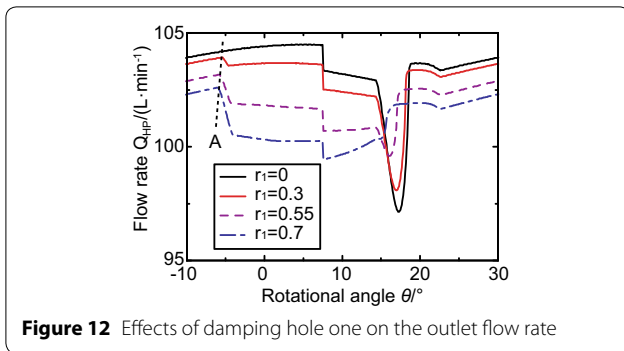 105
100
95
Flow rate Q_HP/(L·min⁻¹)
A
r₁=0
r₁=0.3
r₁=0.55
r₁=0.7
-10 0 10 20 30
Rotational angle θ/°
Figure 12 Effects of damping hole one on the outlet flow rate